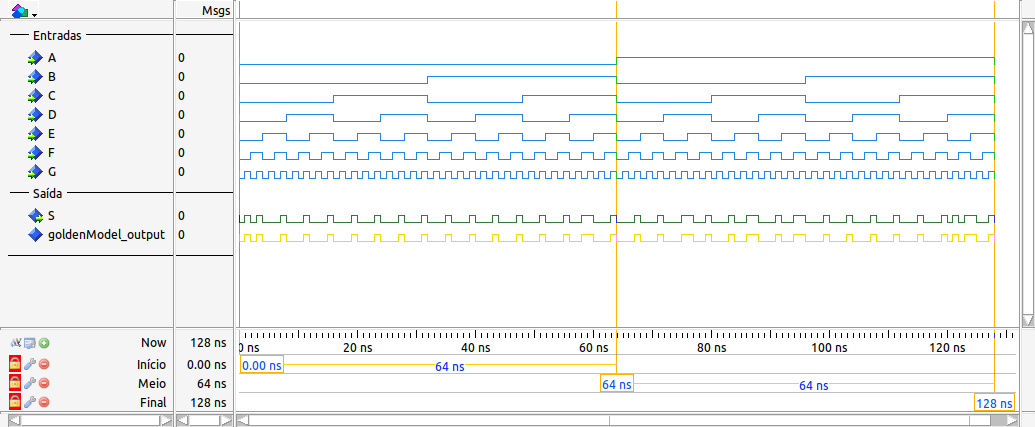 Msgs
Entradas
A 0
B 0
C 0
D 0
E 0
F 0
G 0
Saída
S 0
goldenModel_output 0
Now 128 ns
0 ns 20 ns 40 ns 60 ns 80 ns 100 ns 120 ns
Início 0.00 ns 0.00 ns 64 ns
Meio 64 ns 64 ns 64 ns
Final 128 ns 128 ns